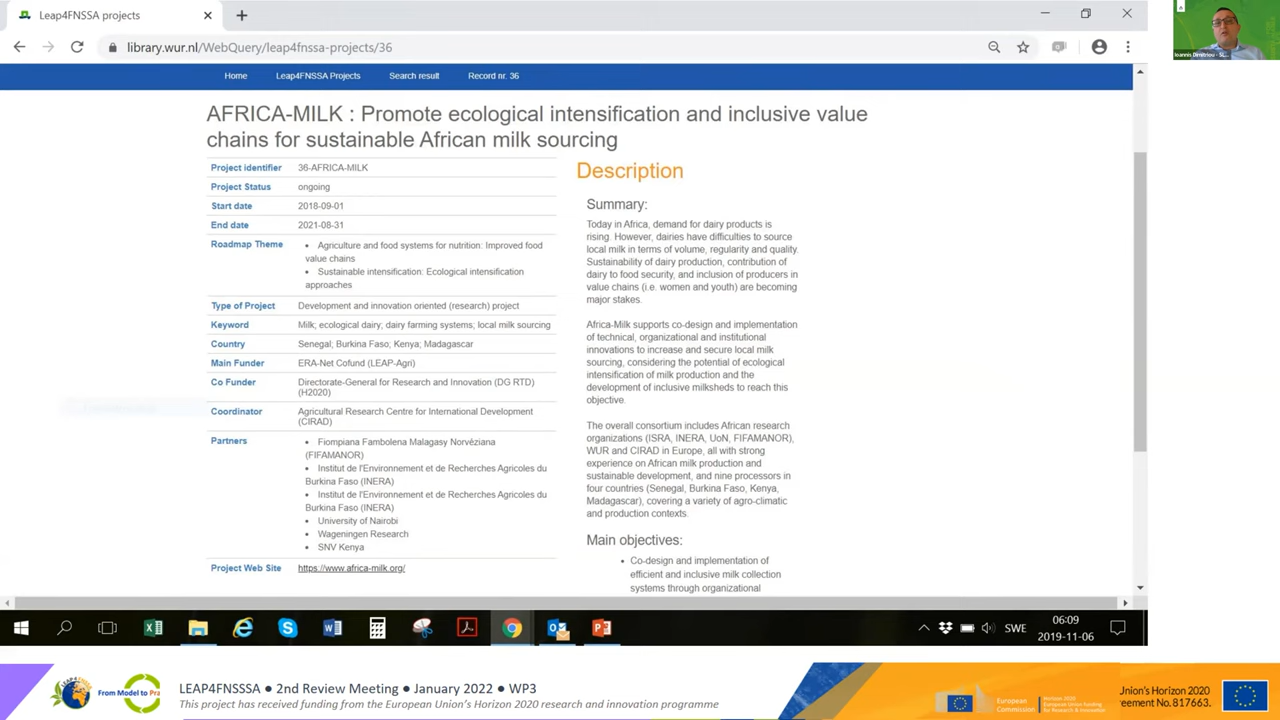 Leap4FNSSA projects
library.wur.nl/WebQuery/leap4fnssa-projects/36
Home Leap4FNSSA Projects Search result Record nr. 36
AFRICA-MILK : Promote ecological intensification and inclusive value
chains for sustainable African milk sourcing
Project identifier 36-AFRICA-MILK
Project Status ongoing
Start date 2018-09-01
End date 2021-08-31
Roadmap Theme • Agriculture and food systems for nutrition: Improved food
value chains
• Sustainable intensification: Ecological intensification
approaches
Type of Project Development and innovation oriented (research) project
Keyword Milk; ecological dairy; dairy farming systems; local milk sourcing
Country Senegal; Burkina Faso; Kenya; Madagascar
Main Funder ERA-Net Cofund (LEAP-Agri)
Co Funder Directorate-General for Research and Innovation (DG RTD)
(H2020)
Coordinator Agricultural Research Centre for International Development
(CIRAD)
Partners • Fiompiana Fambolena Malagasy Norvéziana
(FIFAMANOR)
• Institut de l'Environnement et de Recherches Agricoles du
Burkina Faso (INERA)
• Institut de l'Environnement et de Recherches Agricoles du
Burkina Faso (INERA)
• University of Nairobi
• Wageningen Research
• SNV Kenya
Project Web Site https://www.africa-milk.org/
Description
Summary:
Today in Africa, demand for dairy products is
rising. However, dairies have difficulties to source
local milk in terms of volume, regularity and quality.
Sustainability of dairy production, contribution of
dairy to food security, and inclusion of producers in
value chains (i.e. women and youth) are becoming
major stakes.
Africa-Milk supports co-design and implementation
of technical, organizational and institutional
innovations to increase and secure local milk
sourcing, considering the potential of ecological
intensification of milk production and the
development of inclusive milksheds to reach this
objective.
The overall consortium includes African research
organizations (ISRA, INERA, UoN, FIFAMANOR),
WUR and CIRAD in Europe, all with strong
experience on African milk production and
sustainable development, and nine processors in
four countries (Senegal, Burkina Faso, Kenya,
Madagascar), covering a variety of agro-climatic
and production contexts.
Main objectives:
• Co-design and implementation of
efficient and inclusive milk collection
systems through organizational
SWE
06:09
2019-11-06
Ioannis Dimitriou - SL...
From Model to Pra
LEAP4FNSSSA ● 2nd Review Meeting ● January 2022 ● WP3
This project has received funding from the European Union's Horizon 2020 research and innovation programme
European
Commission
Union's Horizon 2020
reement No. 817663.